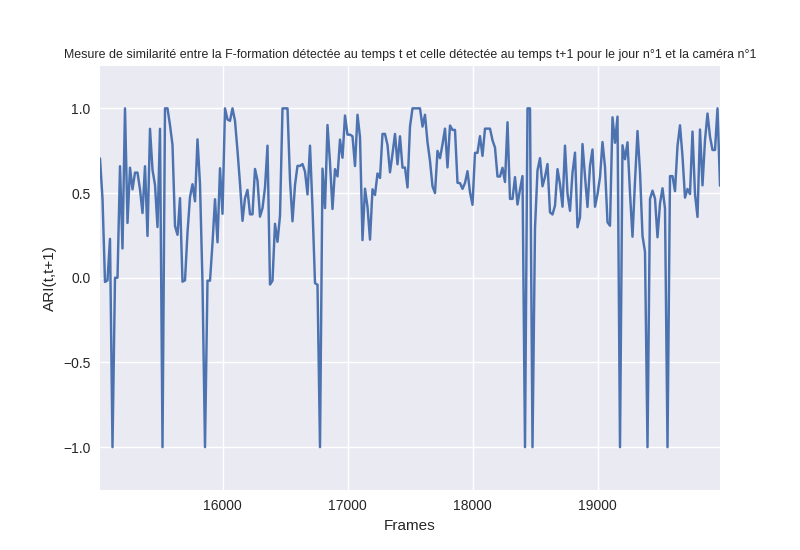 Mesure de similarité entre la F-formation détectée au temps t et celle détectée au temps t+1 pour le jour n°1 et la caméra n°1
1.0
0.5
0.0
−0.5
−1.0
ARI(t,t+1)
16000 17000 18000 19000
Frames